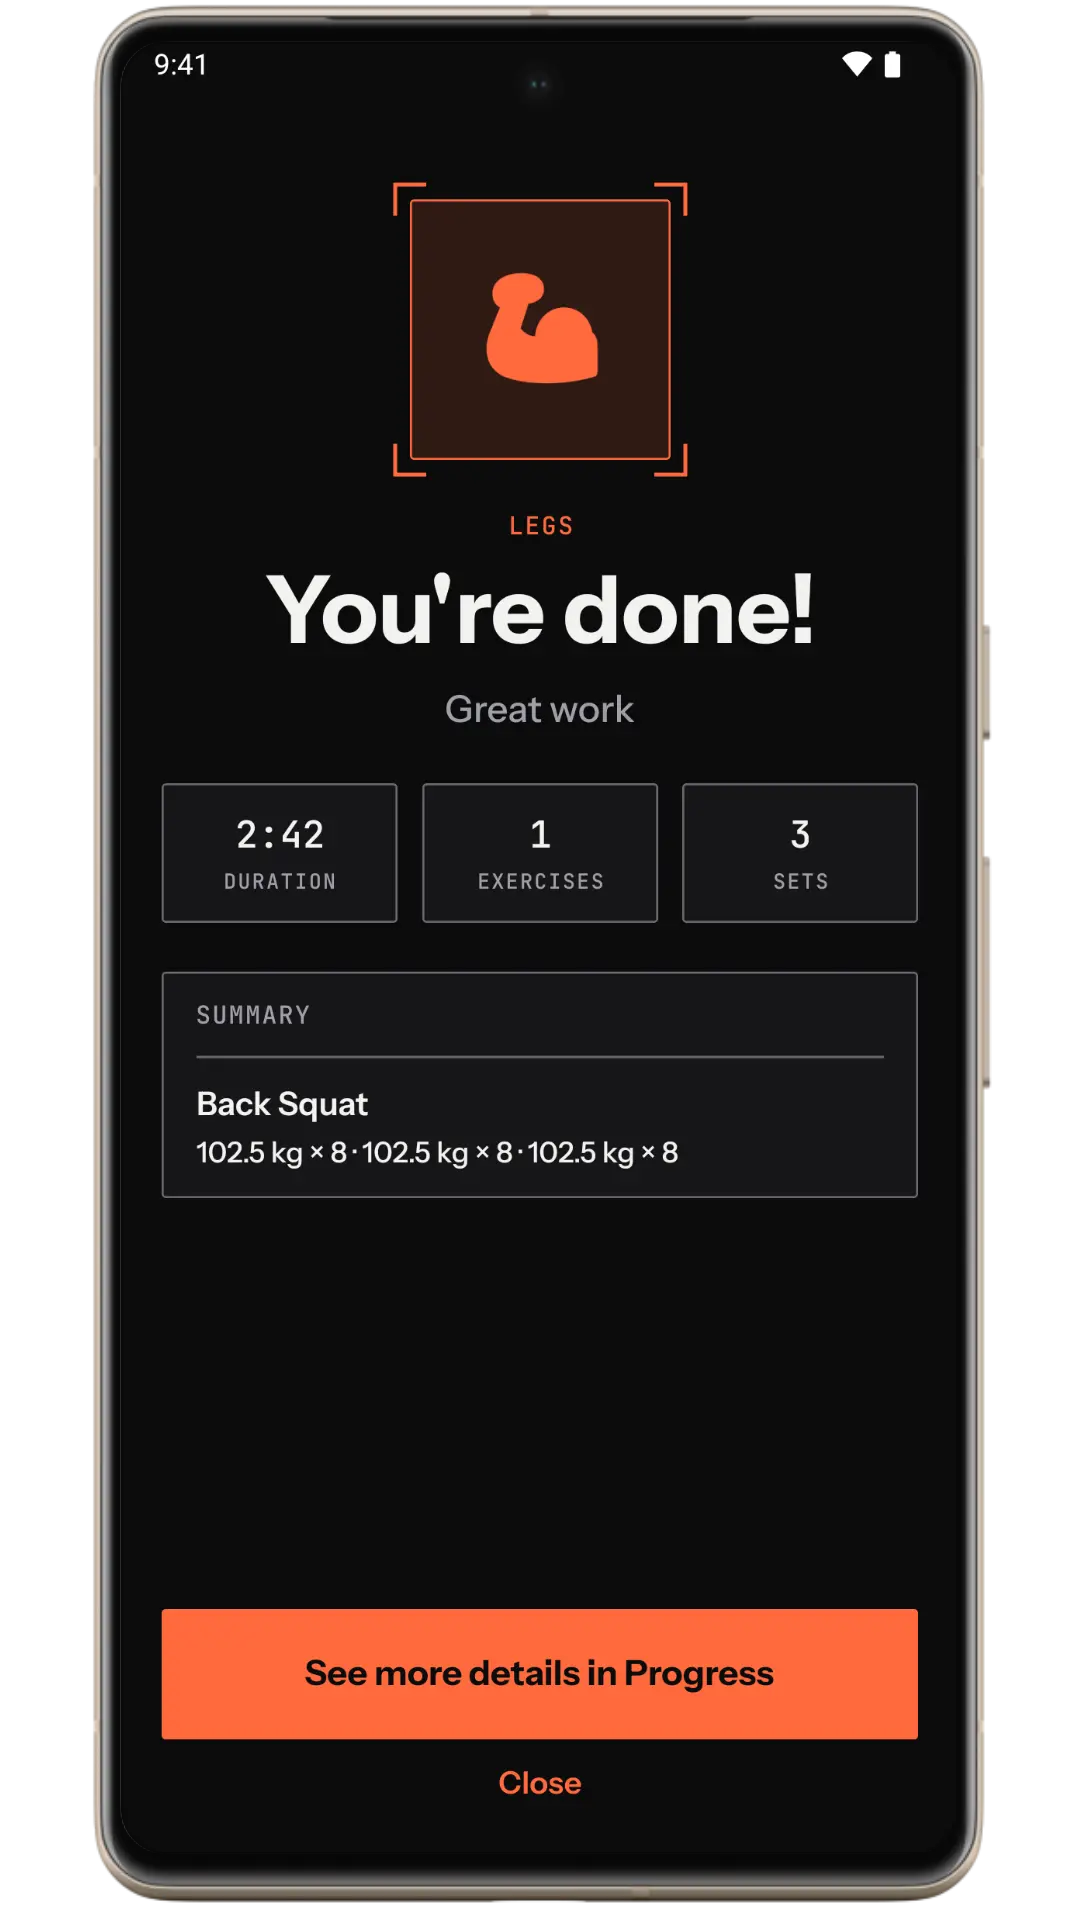 9:41
LEGS
You're done!
Great work
2:42
DURATION
1
EXERCISES
3
SETS
SUMMARY
Back Squat
102.5 kg × 8 · 102.5 kg × 8 · 102.5 kg × 8
See more details in Progress
Close